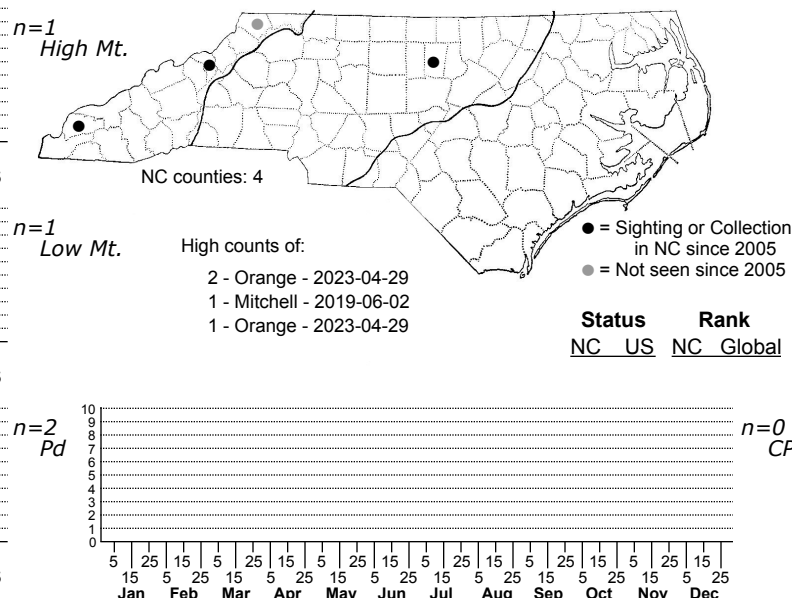 n=1
High Mt.
NC counties: 4
n=1
Low Mt.
High counts of:
2 - Orange - 2023-04-29
1 - Mitchell - 2019-06-02
1 - Orange - 2023-04-29
= Sighting or Collection
in NC since 2005
= Not seen since 2005
Status Rank
NC US NC Global
n=2
Pd
10
9
8
7
6
5
4
3
2
1
0
n=0
CP
5 25 15 5 25 15 5 25 15 5 25 15 5 25 15 5 25 15
15 5 25 15 5 25 15 5 25 15 5 25 15 5 25 15 5 25
Jan Feb Mar Apr May Jun Jul Aug Sep Oct Nov Dec